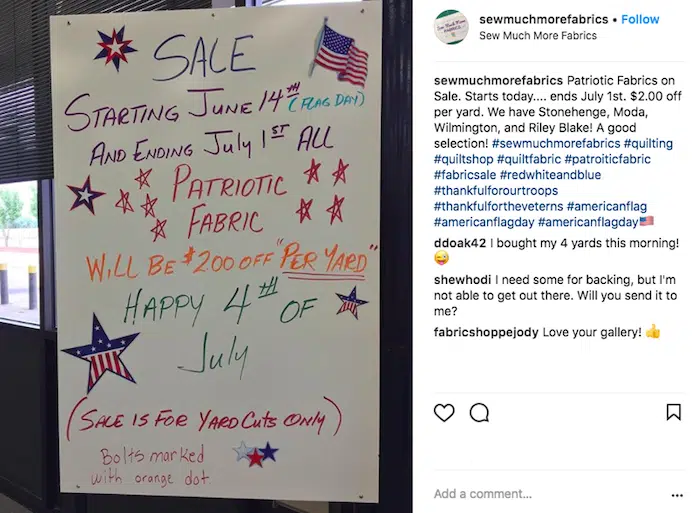 SALE
STARTING JUNE 14TH (FLAG DAY)
AND ENDING July 1ST ALL
PATRIOTIC
FABRIC
WILL BE $200 OFF "PER YARD"
HAPPY 4TH OF
July
(SALE IS FOR YARD CUTS ONLY)
Bolts marked
with orange dot
sewmuchmorefabrics • Follow
Sew Much More Fabrics
sewmuchmorefabrics Patriotic Fabrics on
Sale. Starts today.... ends July 1st. $2.00 off
per yard. We have Stonehenge, Moda,
Wilmington, and Riley Blake! A good
selection! #sewmuchmorefabrics #quilting
#quiltshop #quiltfabric #patroiticfabric
#fabricsale #redwhiteandblue
#thankfulforourtroops
#thankfulfortheveterns #americanflag
#americanflagday #americanflagday🇺🇸
ddoak42 I bought my 4 yards this morning!
😜
shewhodi I need some for backing, but I'm
not able to get out there. Will you send it to
me?
fabricshoppejody Love your gallery! 👍
Add a comment...